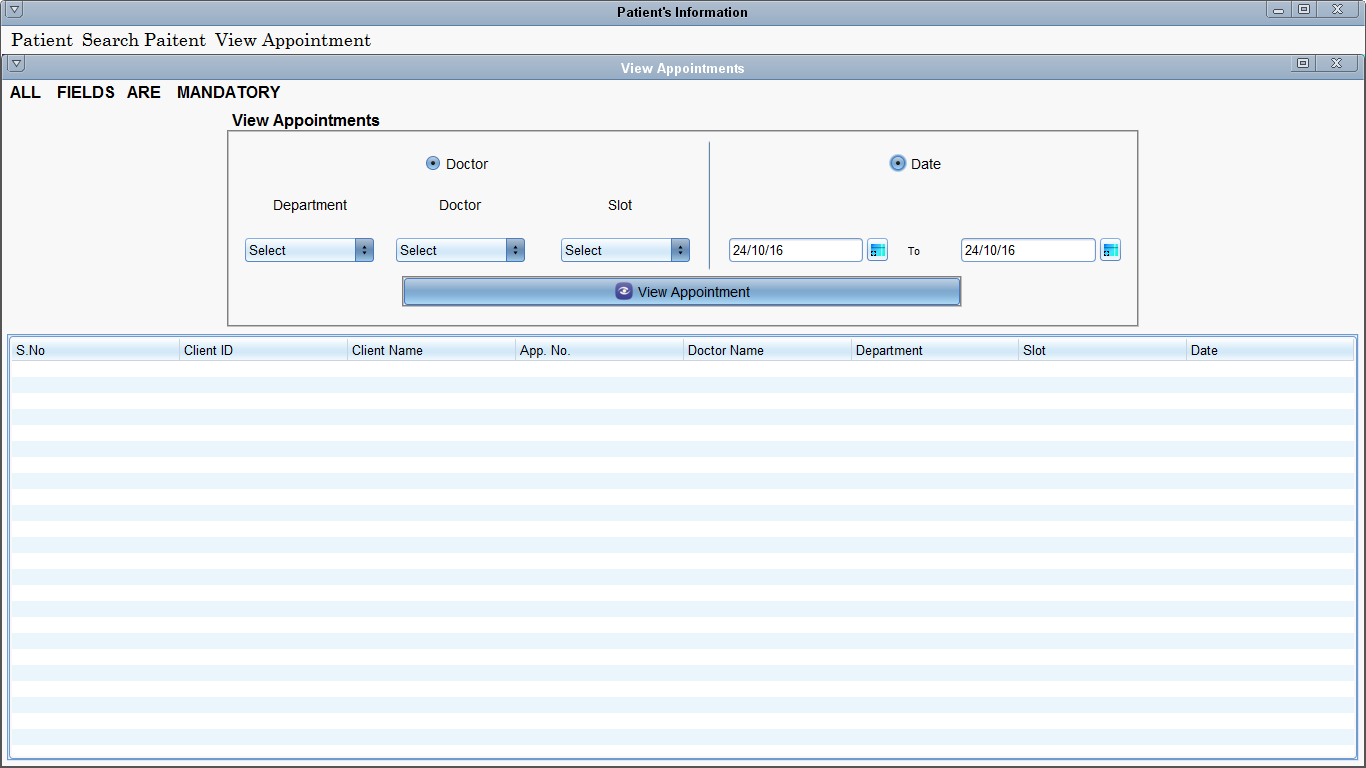 Patient's Information
Patient Search Paitent View Appointment
View Appointments
ALL FIELDS ARE MANDATORY
View Appointments
Doctor Date
Department Doctor Slot
Select Select Select 24/10/16 To 24/10/16
View Appointment
S.No Client ID Client Name App. No. Doctor Name Department Slot Date